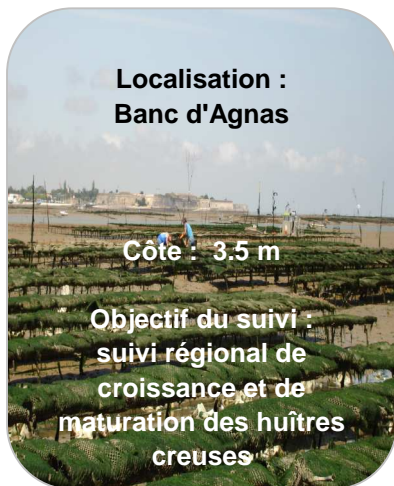 Localisation :
Banc d'Agnas
Côte : 3.5 m
Objectif du suivi :
suivi régional de
croissance et de
maturation des huîtres
creuses